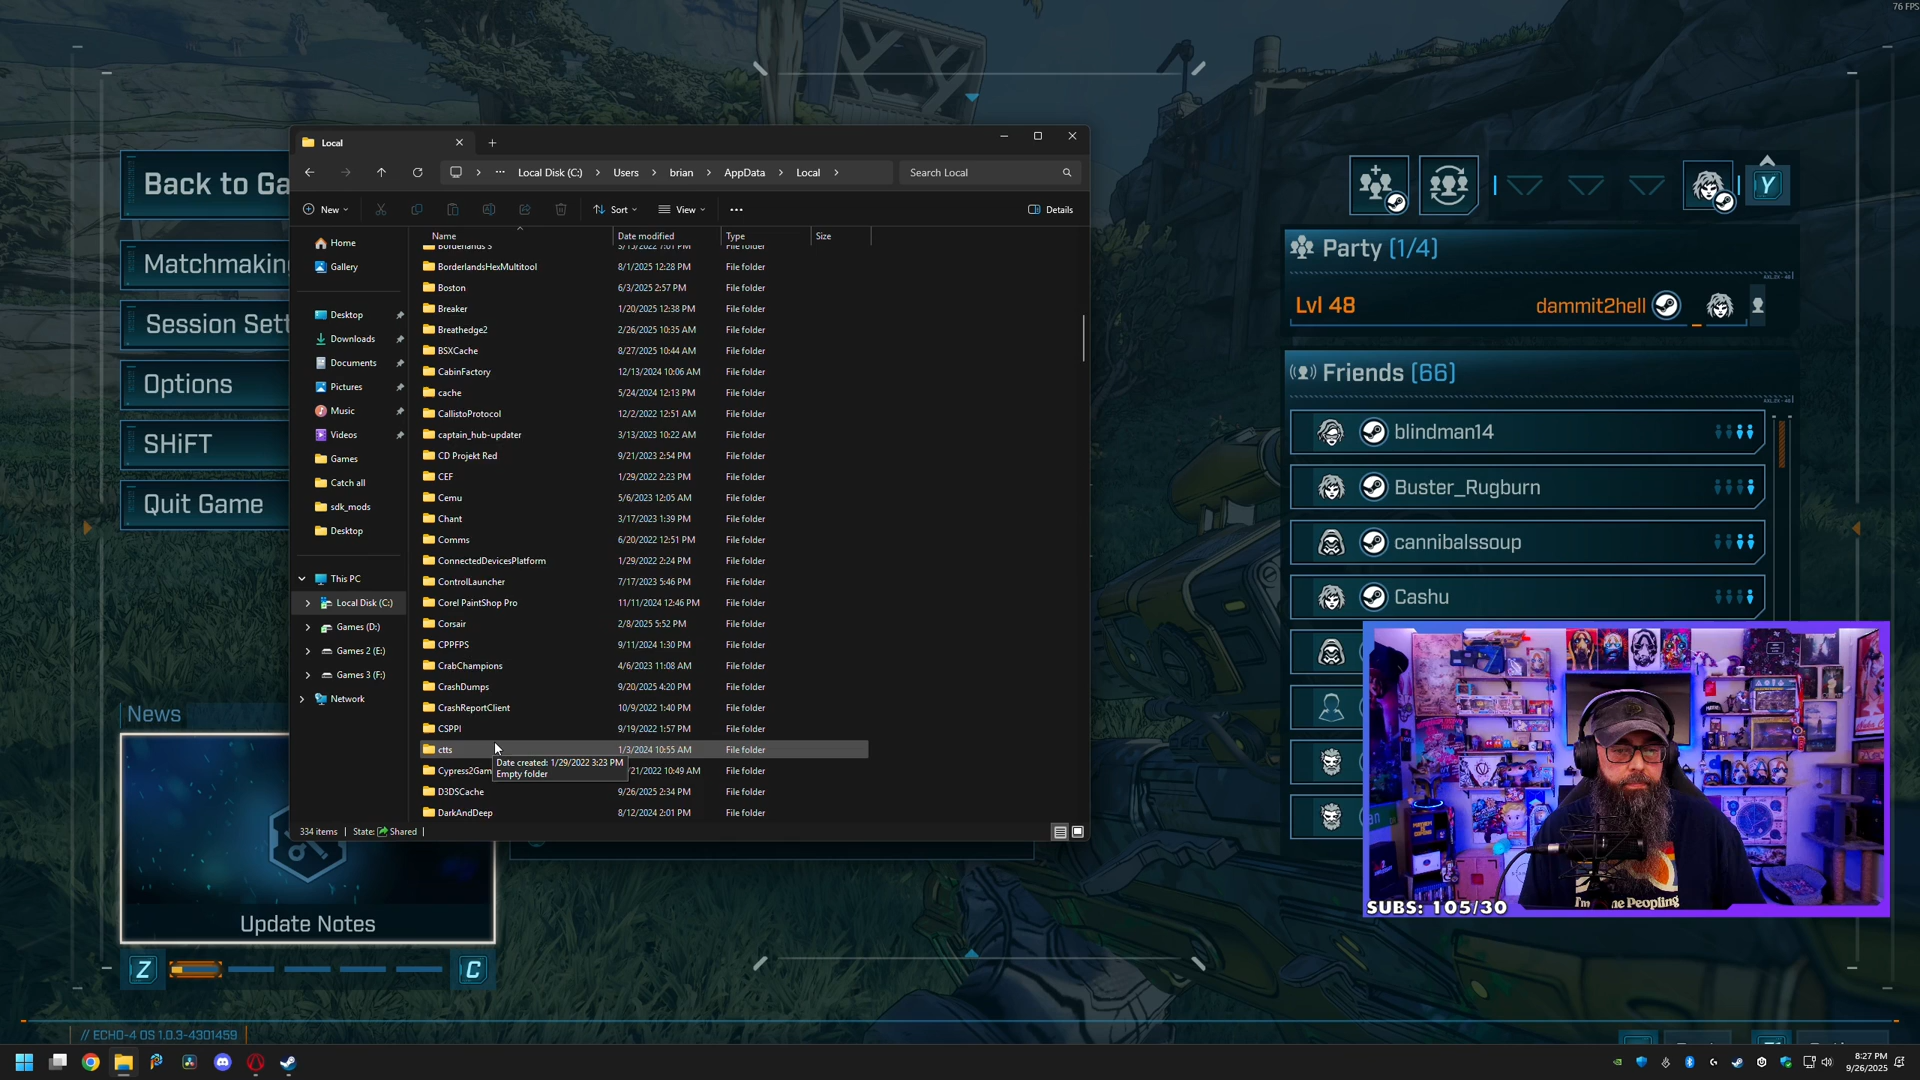 76 FPS
Local
Local Disk (C:)
Users
brian
AppData
Local
Search Local
New
Sort
View
Details
Name
Date modified
Type
Size
Borderlands 3 3/15/2022 7:01 PM File folder
BorderlandsHexMultitool 8/1/2025 12:28 PM File folder
Boston 6/3/2025 2:57 PM File folder
Breaker 1/20/2025 12:38 PM File folder
Breathedge2 2/26/2025 10:35 AM File folder
BSXCache 8/27/2025 10:44 AM File folder
CabinFactory 12/13/2024 10:06 AM File folder
cache 5/24/2024 12:13 PM File folder
CallistoProtocol 12/2/2022 12:51 AM File folder
captain_hub-updater 3/13/2023 10:22 AM File folder
CD Projekt Red 9/21/2023 2:54 PM File folder
CEF 1/29/2022 2:23 PM File folder
Cemu 5/6/2023 12:05 AM File folder
Chant 3/17/2023 1:39 PM File folder
Comms 6/20/2022 12:51 PM File folder
ConnectedDevicesPlatform 1/29/2022 2:24 PM File folder
ControlLauncher 7/17/2023 5:46 PM File folder
Corel PaintShop Pro 11/11/2024 12:46 PM File folder
Corsair 2/8/2025 5:52 PM File folder
CPPFPS 9/11/2024 1:30 PM File folder
CrabChampions 4/6/2023 11:08 AM File folder
CrashDumps 9/20/2025 4:20 PM File folder
CrashReportClient 10/9/2022 1:40 PM File folder
CSPPI 9/19/2022 1:57 PM File folder
ctts 1/3/2024 10:55 AM File folder
Date created: 1/29/2022 3:23 PM
Empty folder
Cypress2Gam 21/2022 10:49 AM File folder
D3DSCache 9/26/2025 2:34 PM File folder
DarkAndDeep 8/12/2024 2:01 PM File folder
Home
Gallery
Desktop
Downloads
Documents
Pictures
Music
Videos
Games
Catch all
sdk_mods
Desktop
This PC
Local Disk (C:)
Games (D:)
Games 2 (E:)
Games 3 (F:)
Network
334 items
State: Shared
Back to Ga
Matchmakin
Session Sett
Options
SHiFT
Quit Game
News
Update Notes
Z
C
// ECHO-4 OS 1.0.3-4301459
Y
Party [1/4]
Lvl 48
dammit2hell
Friends [66]
blindman14
Buster_Rugburn
cannibalssoup
Cashu
SUBS: 105/30
8:27 PM
9/26/2025